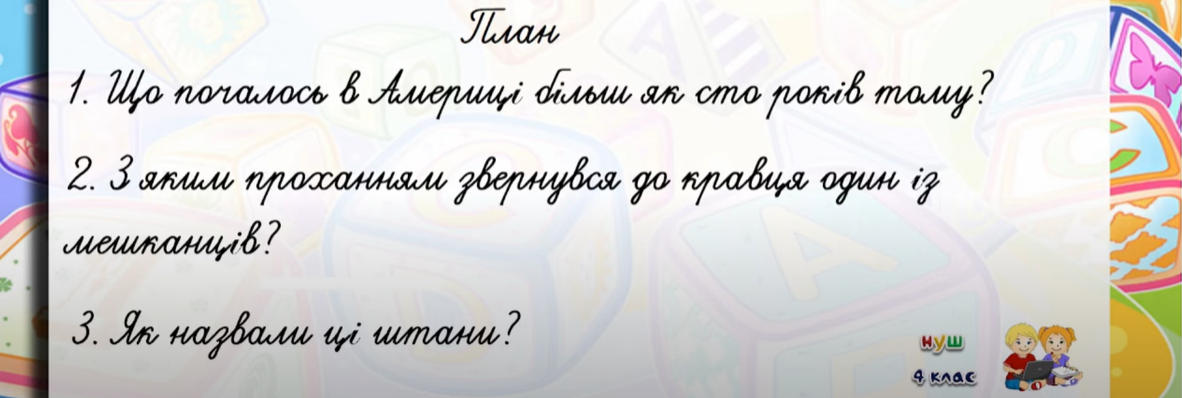 План
1. Що почалось в Америці більш як сто років тому?
2. З яким проханням звернувся до кравця один із
мешканців?
3. Як назвали ці штани?
нуш
4 клас